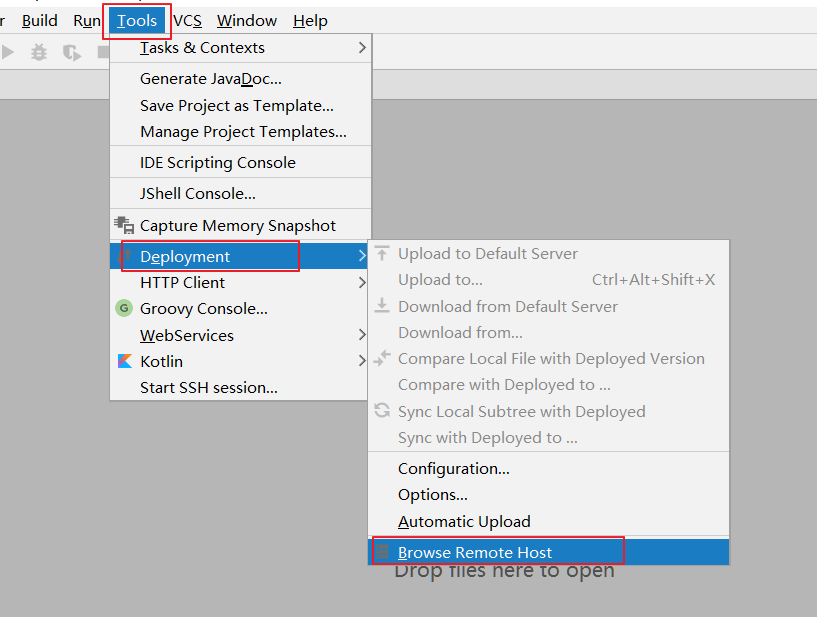 r Build Run Tools VCS Window Help
Tasks & Contexts
Generate JavaDoc...
Save Project as Template...
Manage Project Templates...
IDE Scripting Console
JShell Console...
Capture Memory Snapshot
Deployment
HTTP Client
G Groovy Console...
WebServices
Kotlin
Start SSH session...
Upload to Default Server
Upload to... Ctrl+Alt+Shift+X
Download from Default Server
Download from...
Compare Local File with Deployed Version
Compare with Deployed to ...
Sync Local Subtree with Deployed
Sync with Deployed to ...
Configuration...
Options...
Automatic Upload
Browse Remote Host
Drop files here to open